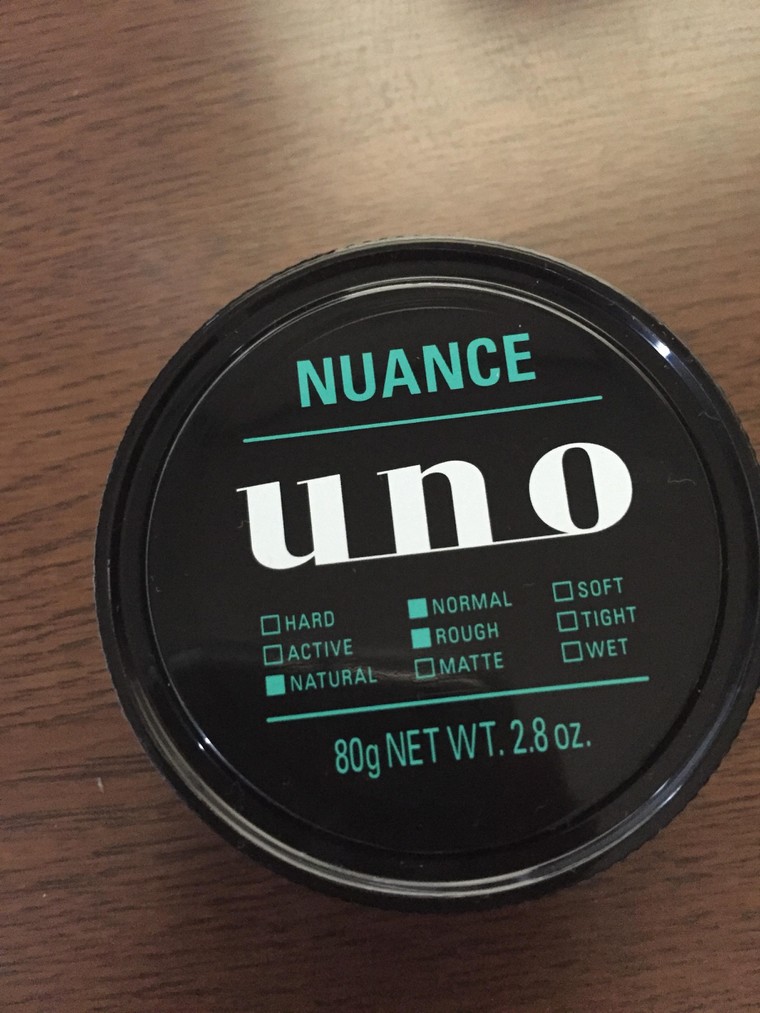 NUANCE
uno
HARD NORMAL SOFT
ACTIVE ROUGH TIGHT
NATURAL MATTE WET
80g NET WT. 2.8 oz.